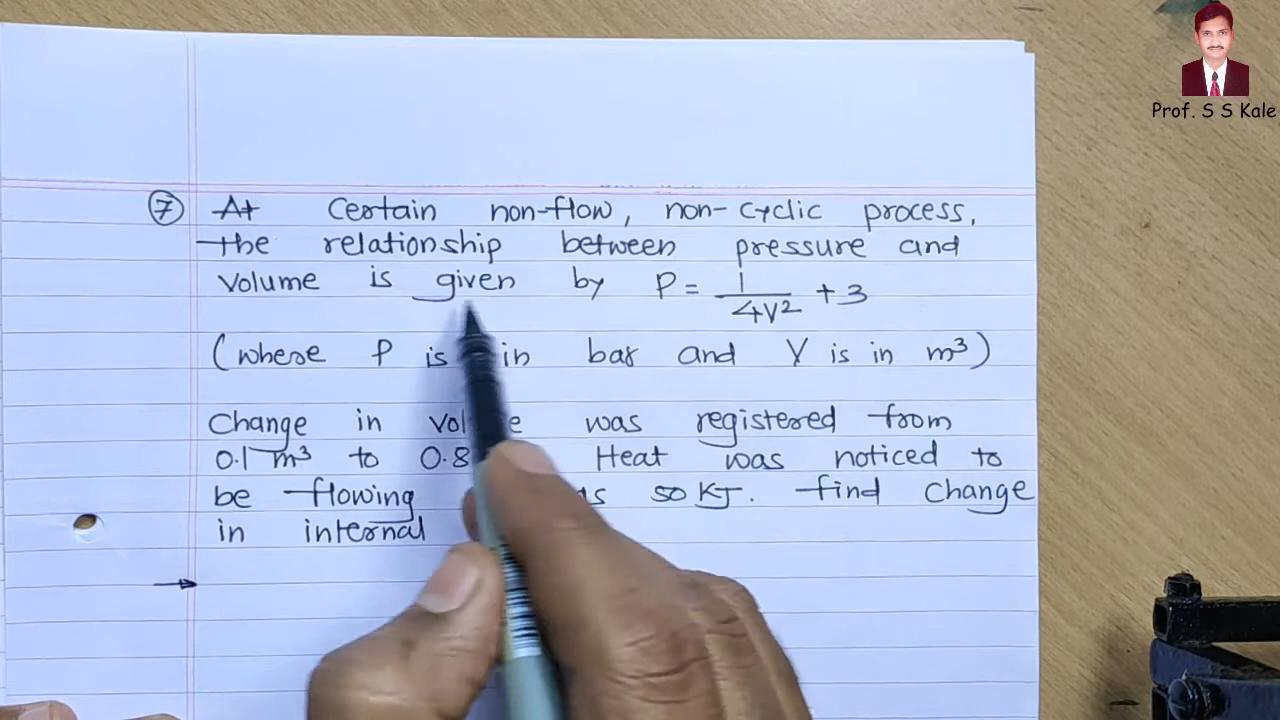 Prof. S S Kale
⑦ At Certain non-flow, non-cyclic process,
the relationship between pressure and
volume is given by P = 1/4V² + 3
(where P is in bar and V is in m³)
Change in was registered from
0.1 m³ to 0.8 Heat was noticed to
be flowing 50 KJ. find change
in internal